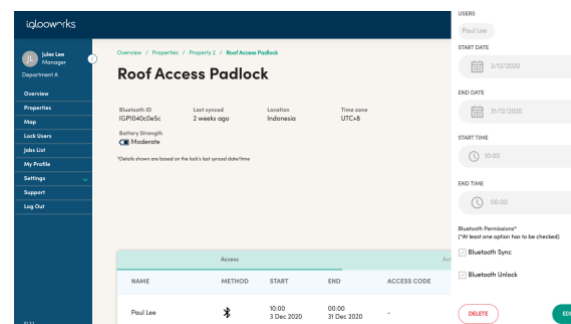 iglooworks
JL
Jules Lee
Manager
Department A
Overview
Properties
Map
Lock Users
Jobs List
My Profile
Settings
Support
Log Out
Overview / Properties / Property 2 / Roof Access Padlock
Roof Access Padlock
Bluetooth ID
IGP1040c0e5c
Last synced
2 weeks ago
Location
Indonesia
Time zone
UTC+8
Battery Strength
Moderate
*Details shown are based on the lock's last synced date/time
Access
NAME METHOD START END ACCESS CODE
Paul Lee 10:00 00:00 -
3 Dec 2020 31 Dec 2020
USERS
Paul Lee
START DATE
3/12/2020
END DATE
31/12/2020
START TIME
10:00
END TIME
00:00
Bluetooth Permissions*
(*At least one option has to be checked)
Bluetooth Sync
Bluetooth Unlock
DELETE